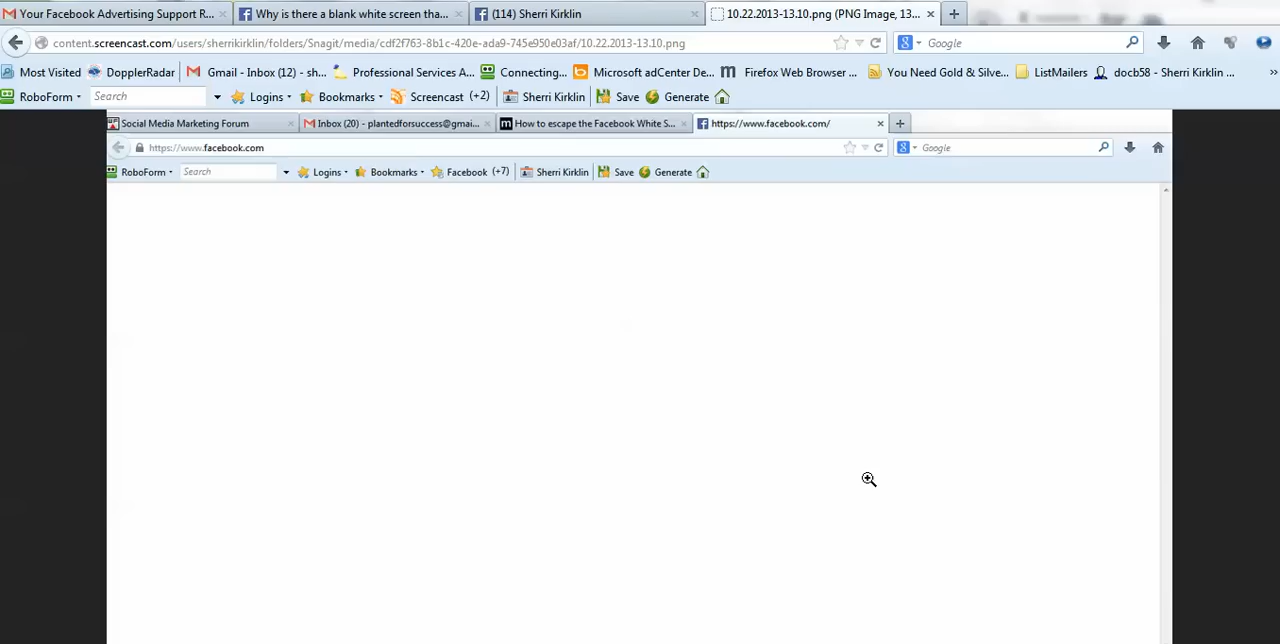 Your Facebook Advertising Support R... Why is there a blank white screen tha... (114) Sherri Kirklin 10.22.2013-13.10.png (PNG Image, 13...
content.screencast.com/users/sherrikirklin/folders/Snagit/media/cdf2f763-8b1c-420e-ada9-745e950e03af/10.22.2013-13.10.png Google
Most Visited DopplerRadar Gmail - Inbox (12) - sh... Professional Services A... Connecting... Microsoft adCenter De... Firefox Web Browser ... You Need Gold & Silve... ListMailers docb58 - Sherri Kirklin ... »
RoboForm Search Logins Bookmarks Screencast (+2) Sherri Kirklin Save Generate
Social Media Marketing Forum Inbox (20) - plantedforsuccess@gmai... How to escape the Facebook White S... https://www.facebook.com/
https://www.facebook.com Google
RoboForm Search Logins Bookmarks Facebook (+7) Sherri Kirklin Save Generate